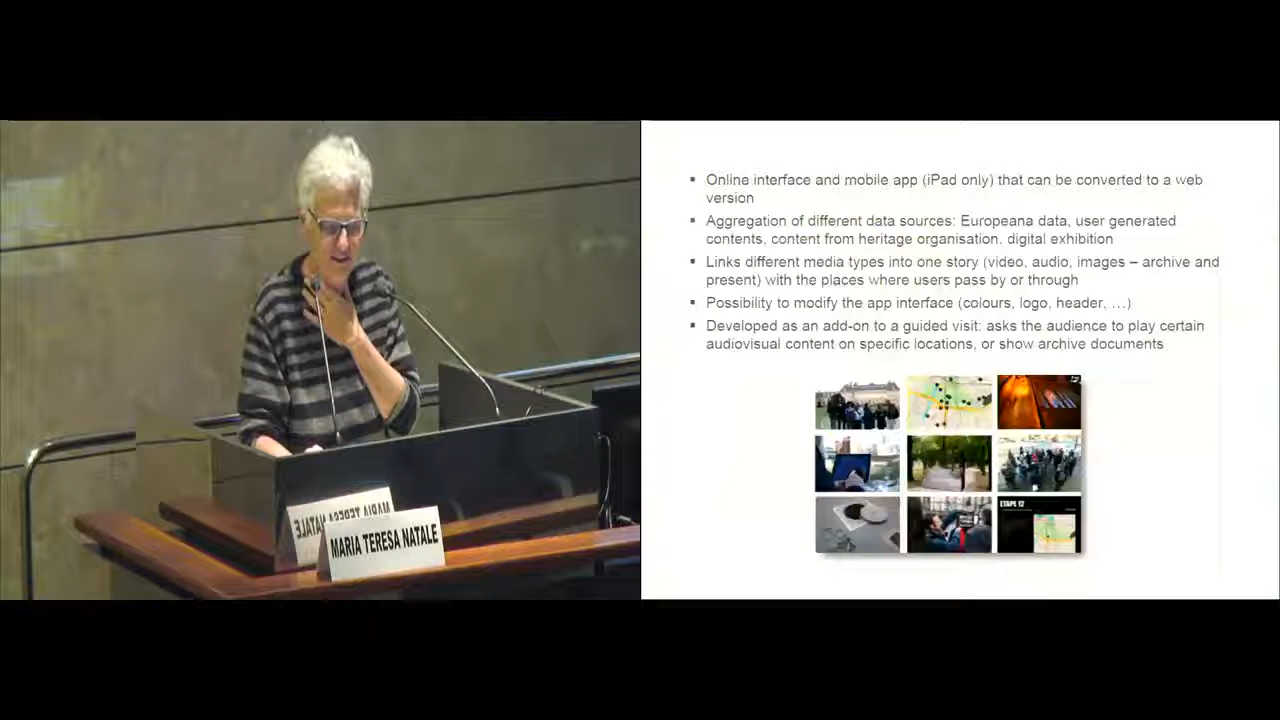 MARIA TERESA NATALE
MARIA TERESA NATALE
▪ Online interface and mobile app (iPad only) that can be converted to a web
version
▪ Aggregation of different data sources: Europeana data, user generated
contents, content from heritage organisation, digital exhibition
▪ Links different media types into one story (video, audio, images – archive and
present) with the places where users pass by or through
▪ Possibility to modify the app interface (colours, logo, header, …)
▪ Developed as an add-on to a guided visit: asks the audience to play certain
audiovisual content on specific locations, or show archive documents
ETAPE 12